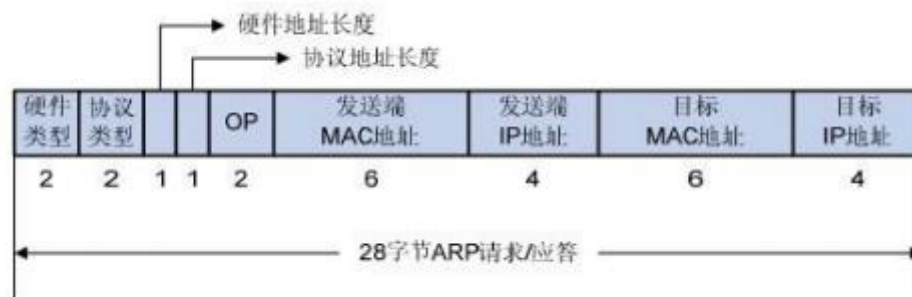 硬件地址长度
协议地址长度
硬件 协议 OP 发送端 发送端 目标 目标
类型 类型 MAC地址 IP地址 MAC地址 IP地址
2 2 1 1 2 6 4 6 4
28字节ARP请求/应答